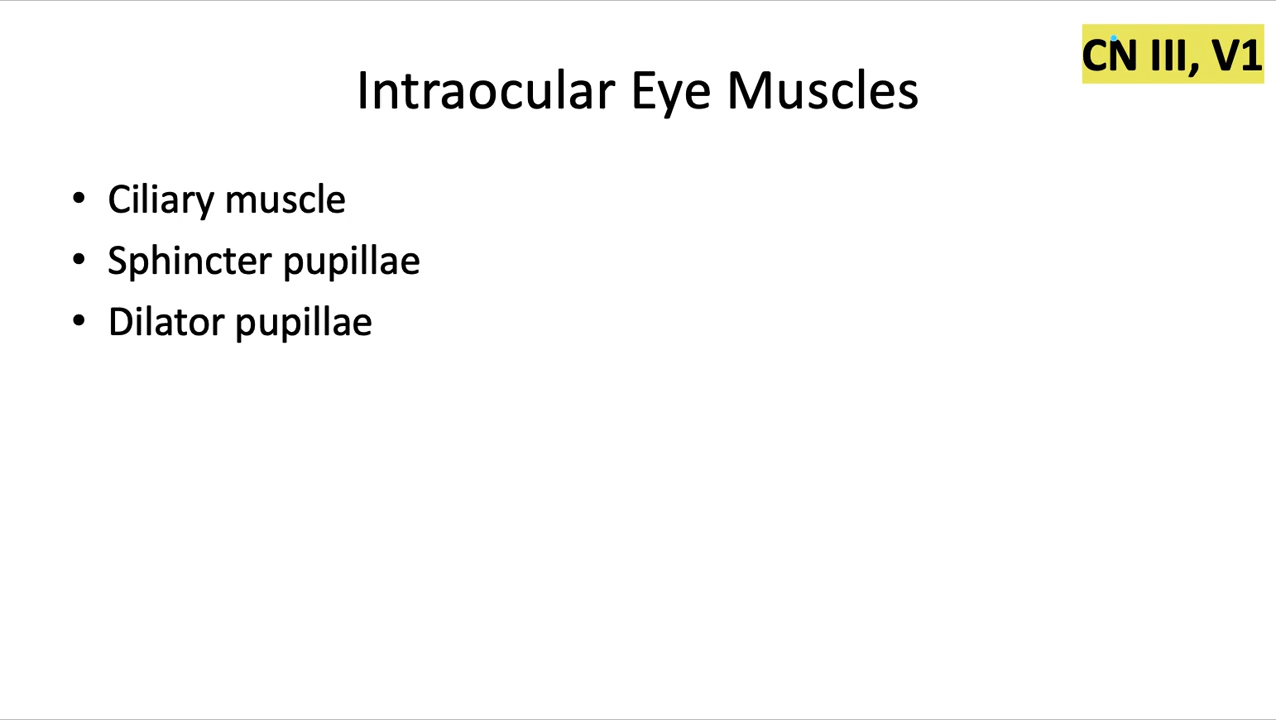 CN III, V1
Intraocular Eye Muscles
• Ciliary muscle
• Sphincter pupillae
• Dilator pupillae